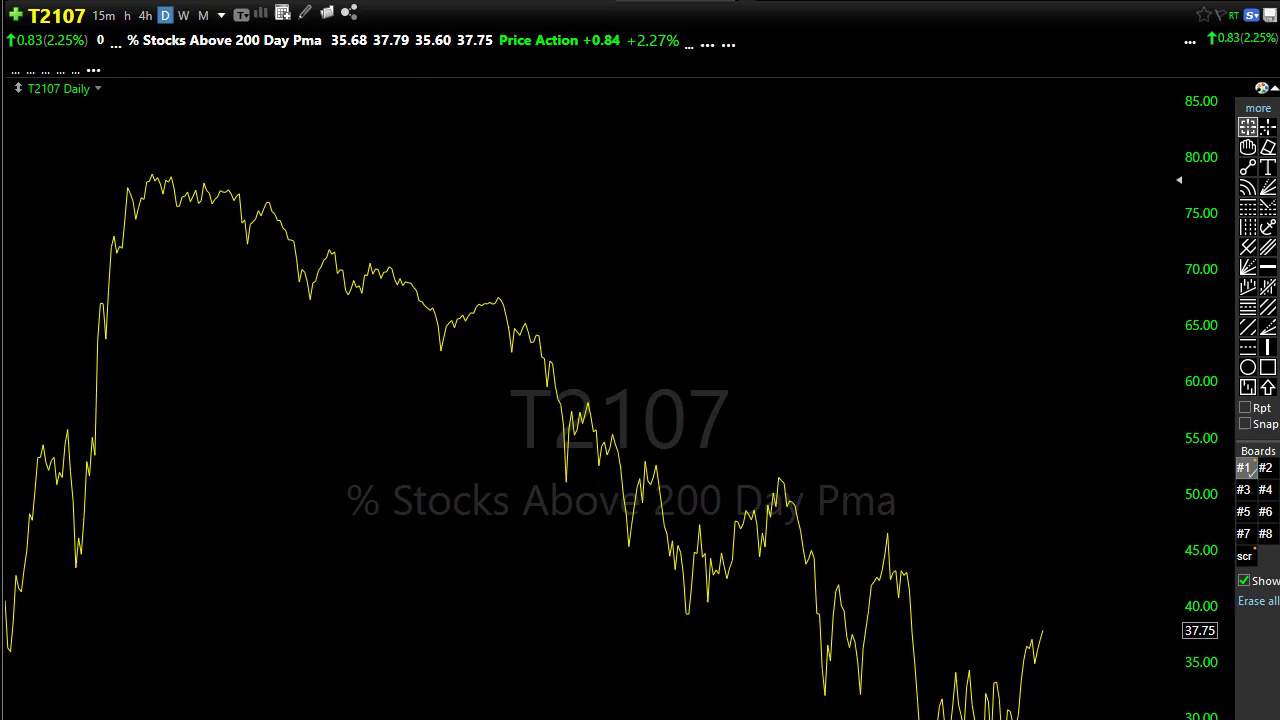 T2107 15m h 4h D W M T RT S
0.83(2.25%) 0 ... % Stocks Above 200 Day Pma 35.68 37.79 35.60 37.75 Price Action +0.84 +2.27% ... ... ... ... 0.83(2.25%)
... ... ... ... ... ...
T2107 Daily
85.00
more
80.00
75.00
70.00
65.00
60.00
T2107
Rpt
Snap
55.00
Boards
#1 #2
% Stocks Above 200 Day Pma
50.00
#3 #4
#5 #6
#7 #8
45.00
scr
Show
40.00
Erase all
37.75
35.00
30.00